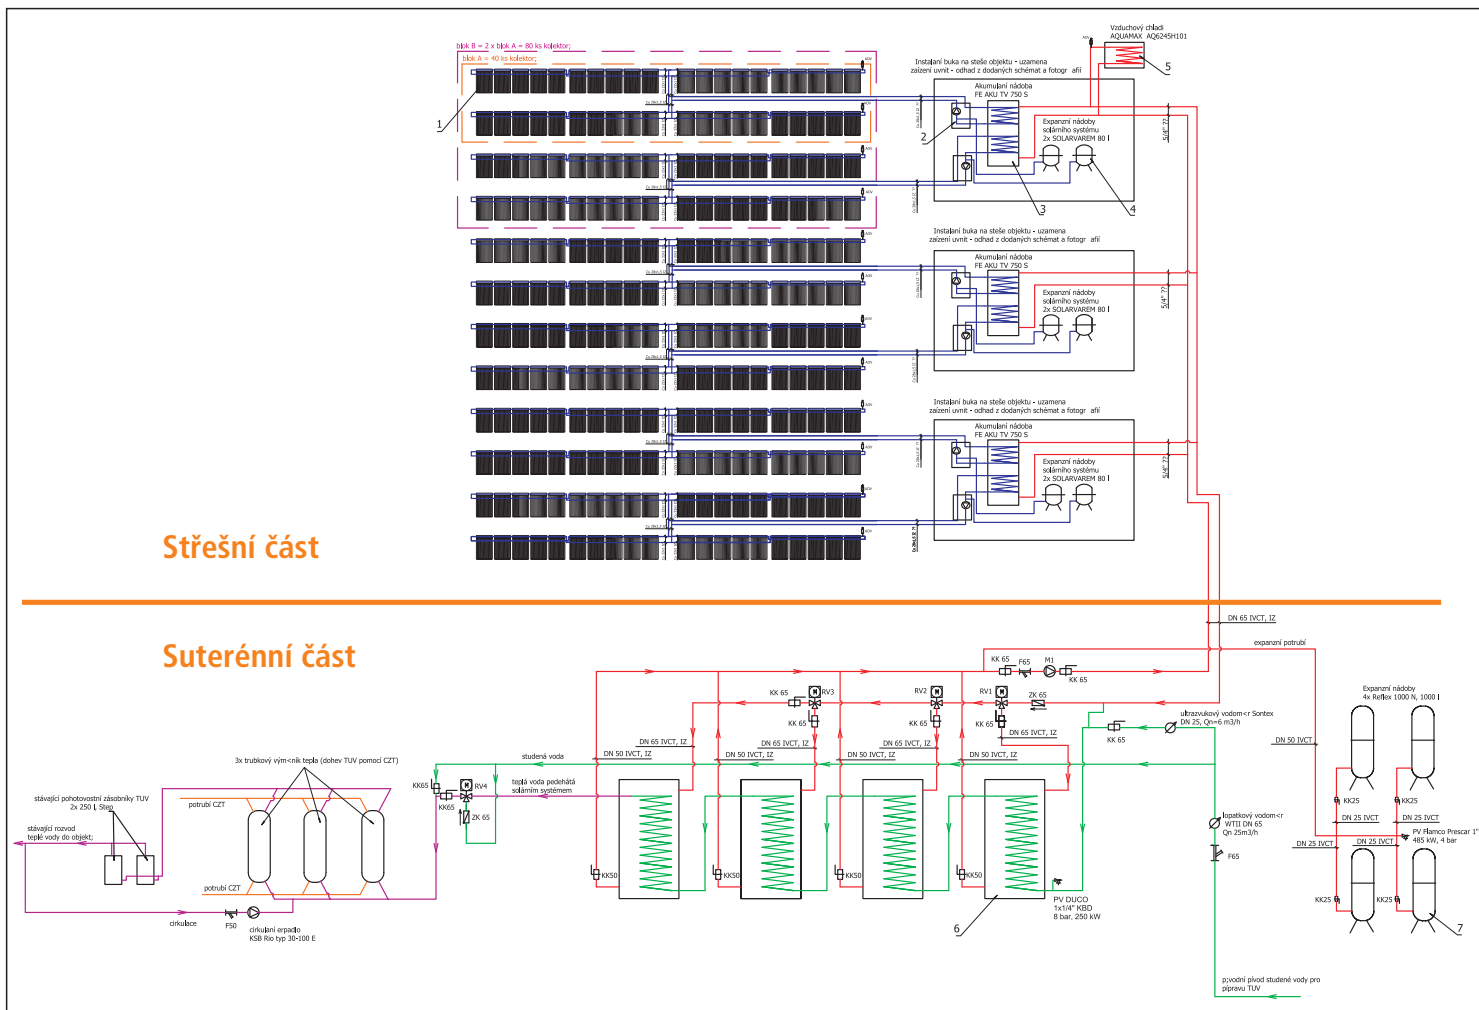 blok B = 2 x blok A = 80 ks kolektor;
blok A = 40 ks kolektor;
1
Vzduchový chladi
AQUAMAX AQ6245H101
AOV
5
Instalaní buka na steše objektu - uzamena
zaízení uvnit - odhad z dodaných schémat a fotogr afií
Akumulaní nádoba
FE AKU TV 750 S
Expanzní nádoby
solárního systému
2x SOLARVAREM 80 l
2
3
4
5/4" ??
Instalaní buka na steše objektu - uzamena
zaízení uvnit - odhad z dodaných schémat a fotogr afií
Akumulaní nádoba
FE AKU TV 750 S
Expanzní nádoby
solárního systému
2x SOLARVAREM 80 l
5/4" ??
Instalaní buka na steše objektu - uzamena
zaízení uvnit - odhad z dodaných schémat a fotogr afií
Akumulaní nádoba
FE AKU TV 750 S
Expanzní nádoby
solárního systému
2x SOLARVAREM 80 l
5/4" ??
Střešní část
Suterénní část
DN 65 IVCT, IZ
expanzní potrubí
KK 65
F65
M1
KK 65
KK 65
RV3
RV2
RV1
ZK 65
KK 65
KK 65
KK 65
KK 65
ultrazvukový vodom<r Sontex
DN 25, Qn=6 m3/h
Expanzní nádoby
4x Reflex 1000 N, 1000 l
DN 65 IVCT, IZ
DN 50 IVCT, IZ
DN 50 IVCT, IZ
DN 65 IVCT, IZ
DN 50 IVCT, IZ
DN 65 IVCT, IZ
DN 50 IVCT, IZ
DN 65 IVCT, IZ
DN 50 IVCT
studená voda
teplá voda pedehátá
solárním systémem
KK65
KK65
RV4
ZK 65
3x trubkový vým<ník tepla (dohev TUV pomocí CZT)
stávající pohotovostní zásobníky TUV
2x 250 l, Step
potrubí CZT
stávající rozvod
teplé vody do objekt;
potrubí CZT
cirkulace
F50
cirkulaní erpadlo
KSB Rio typ 30-100 E
KK50
KK50
KK50
KK50
6
PV DUCO
1x1/4" KBD
8 bar, 250 kW
lopatkový vodom<r
WTII DN 65
Qn 25m3/h
F65
KK25
KK25
DN 25 IVCT
DN 25 IVCT
DN 25 IVCT
DN 25 IVCT
PV Flamco Prescar 1"
485 kW, 4 bar
KK25
KK25
7
p;vodní pívod studené vody pro
pípravu TUV